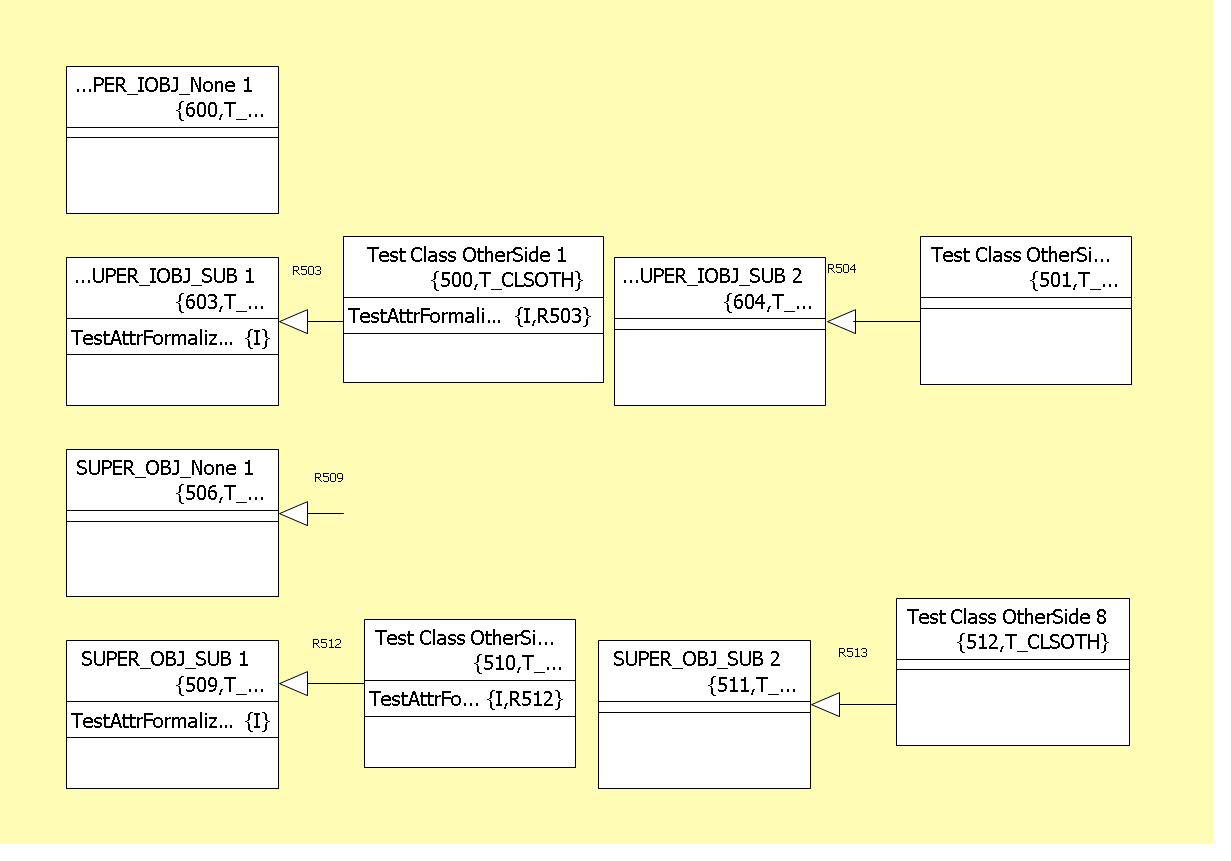 ...PER_IOBJ_None 1
{600,T_...
...UPER_IOBJ_SUB 1
{603,T_...
TestAttrFormaliz... {I}
R503
Test Class OtherSide 1
{500,T_CLSOTH}
TestAttrFormali... {I,R503}
...UPER_IOBJ_SUB 2
{604,T_...
R504
Test Class OtherSi...
{501,T_...
SUPER_OBJ_None 1
{506,T_...
R509
SUPER_OBJ_SUB 1
{509,T_...
TestAttrFormaliz... {I}
R512
Test Class OtherSi...
{510,T_...
TestAttrFo... {I,R512}
SUPER_OBJ_SUB 2
{511,T_...
R513
Test Class OtherSide 8
{512,T_CLSOTH}